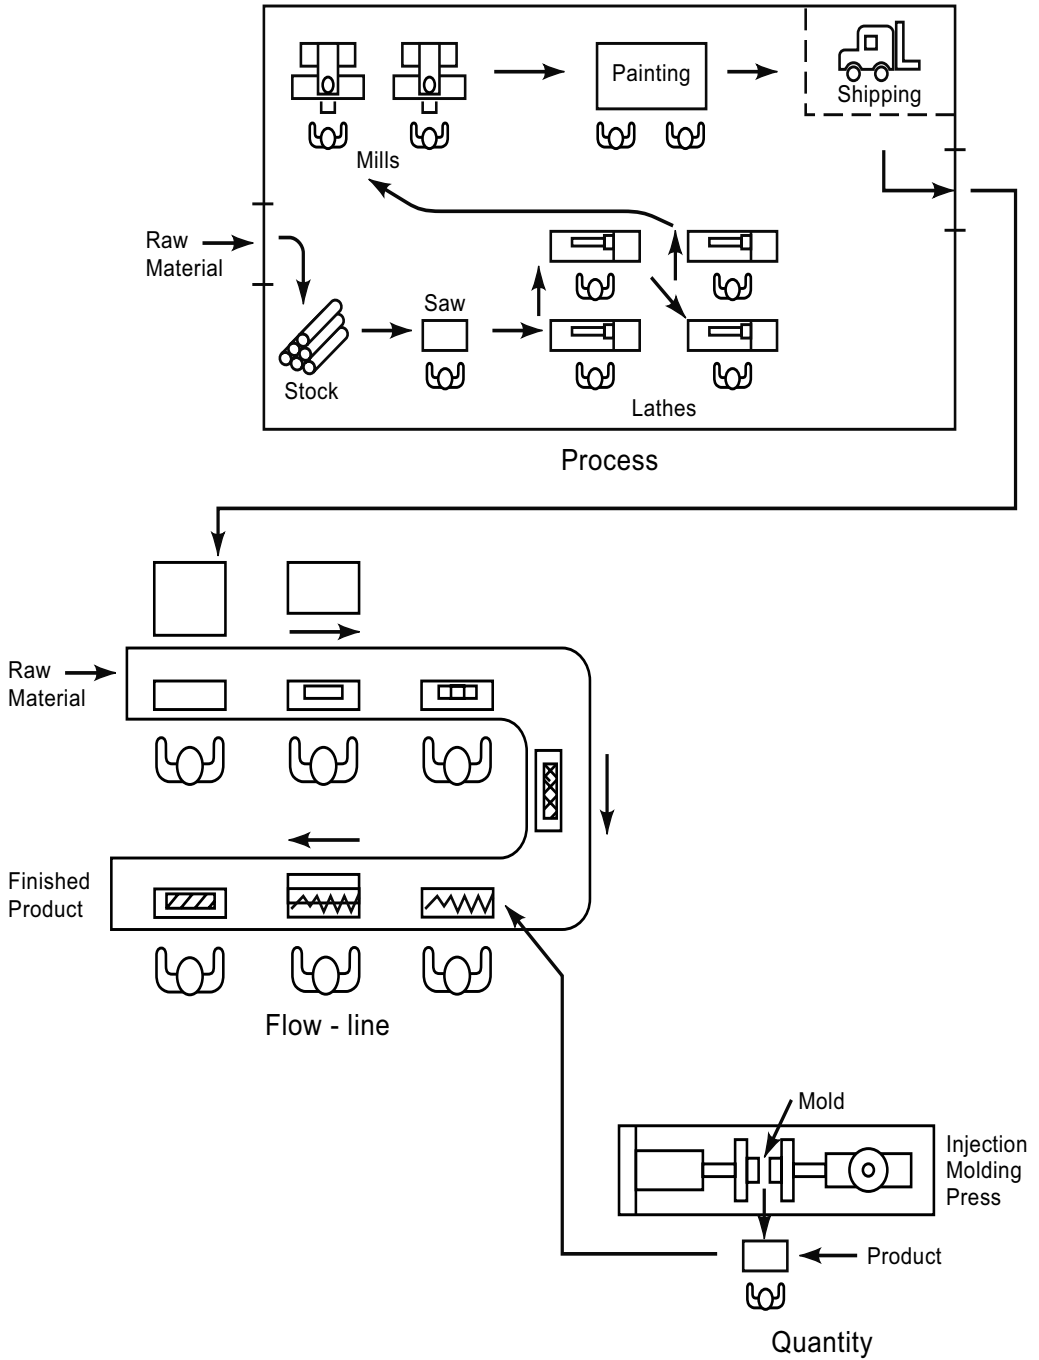 Painting
Shipping
Mills
Raw
Material
Saw
Stock
Lathes
Process
Raw
Material
Finished
Product
Flow - line
Mold
Injection
Molding
Press
Product
Quantity